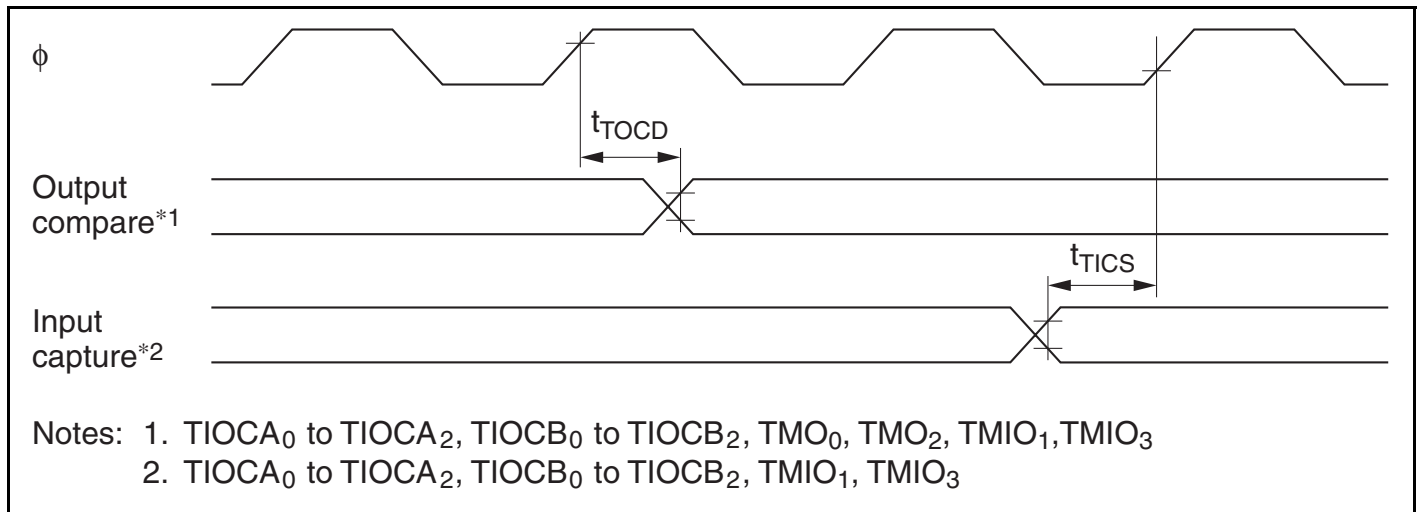 ϕ
tTOCD
Output
compare*1
tTICS
Input
capture*2
Notes: 1. TIOCA0 to TIOCA2, TIOCB0 to TIOCB2, TMO0, TMO2, TMIO1,TMIO3
2. TIOCA0 to TIOCA2, TIOCB0 to TIOCB2, TMIO1, TMIO3